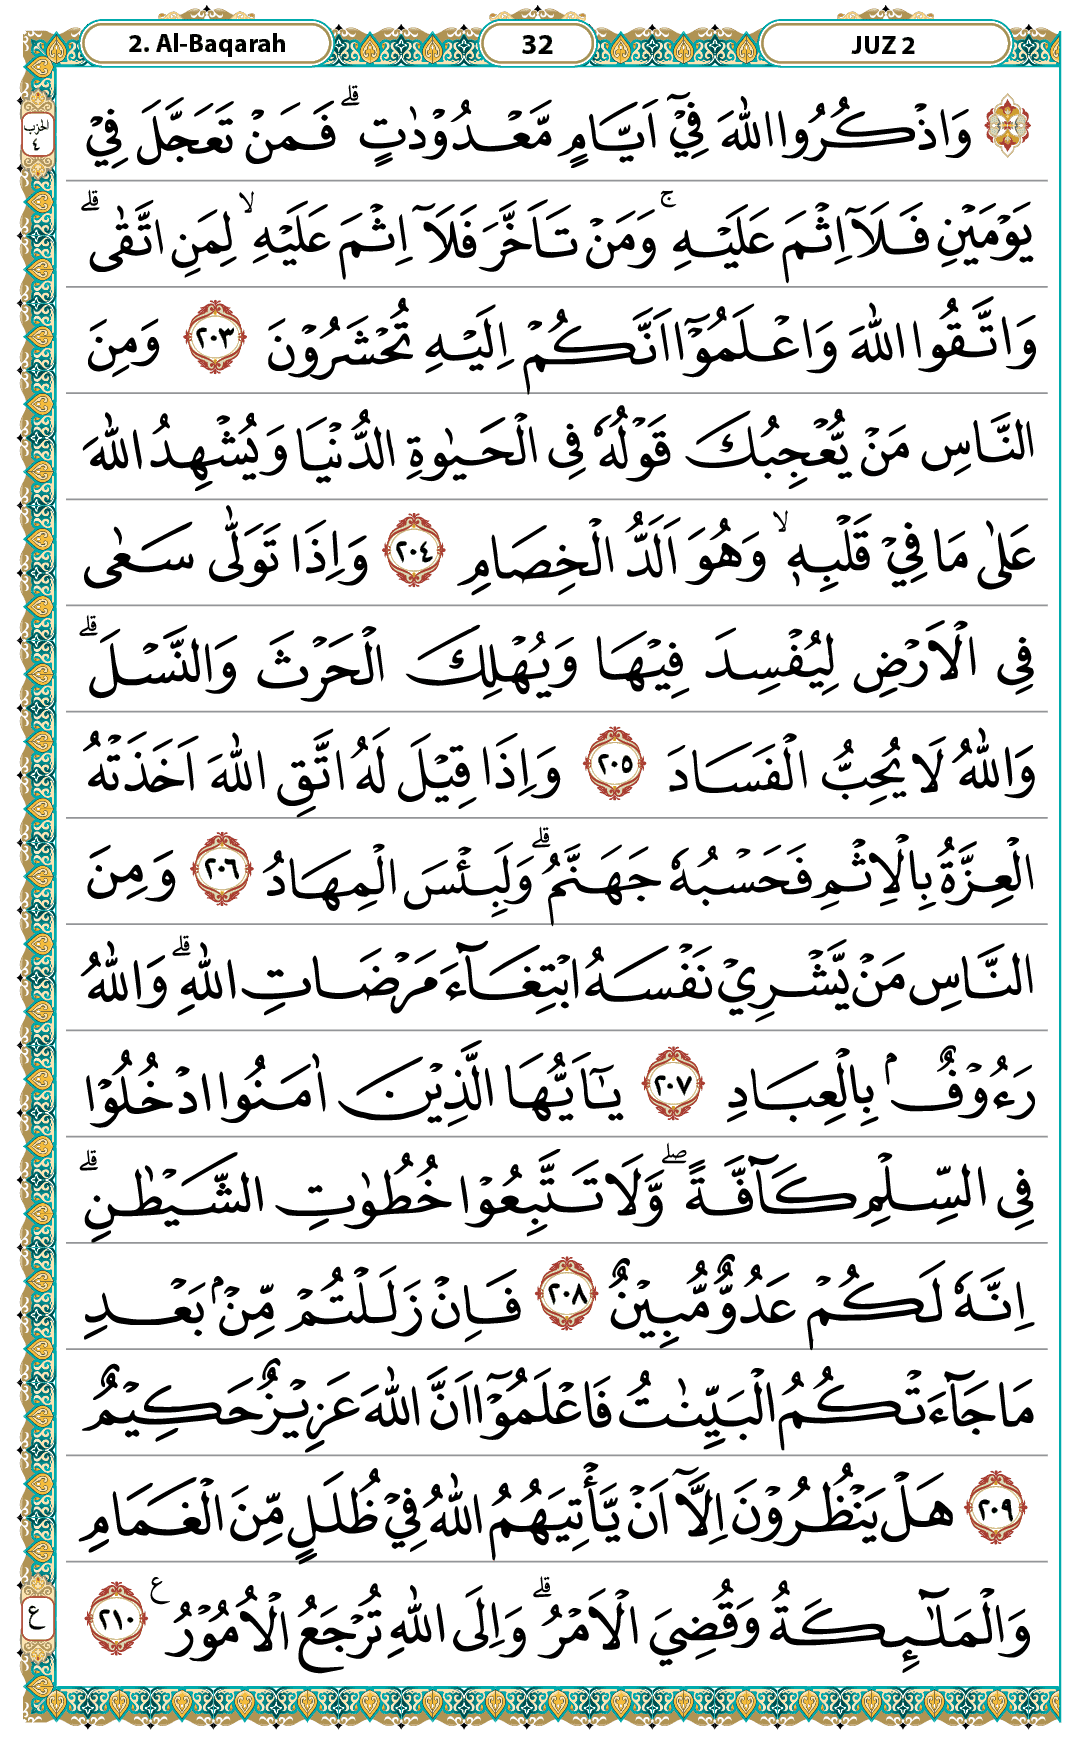 2. Al-Baqarah 32 JUZ 2
الحزب ٤
وَاذْكُرُوا اللّٰهَ فِيْٓ اَيَّامٍ مَّعْدُوْدٰتٍ ۗ فَمَنْ تَعَجَّلَ فِيْ
يَوْمَيْنِ فَلَآ اِثْمَ عَلَيْهِ ۚ وَمَنْ تَاَخَّرَ فَلَآ اِثْمَ عَلَيْهِ ۙ لِمَنِ اتَّقٰى ۗ
وَاتَّقُوا اللّٰهَ وَاعْلَمُوْٓا اَنَّكُمْ اِلَيْهِ تُحْشَرُوْنَ ٢٠٣ وَمِنَ
النَّاسِ مَنْ يُّعْجِبُكَ قَوْلُهٗ فِى الْحَيٰوةِ الدُّنْيَا وَيُشْهِدُ اللّٰهَ
عَلٰى مَا فِيْ قَلْبِهٖ ۙ وَهُوَ اَلَدُّ الْخِصَامِ ٢٠٤ وَاِذَا تَوَلّٰى سَعٰى
فِى الْاَرْضِ لِيُفْسِدَ فِيْهَا وَيُهْلِكَ الْحَرْثَ وَالنَّسْلَ ۗ
وَاللّٰهُ لَا يُحِبُّ الْفَسَادَ ٢٠٥ وَاِذَا قِيْلَ لَهُ اتَّقِ اللّٰهَ اَخَذَتْهُ
الْعِزَّةُ بِالْاِثْمِ فَحَسْبُهٗ جَهَنَّمُ ۗ وَلَبِئْسَ الْمِهَادُ ٢٠٦ وَمِنَ
النَّاسِ مَنْ يَّشْرِيْ نَفْسَهُ ابْتِغَاۤءَ مَرْضَاتِ اللّٰهِ ۗ وَاللّٰهُ
رَءُوْفٌۢ بِالْعِبَادِ ٢٠٧ يٰٓاَيُّهَا الَّذِيْنَ اٰمَنُوا ادْخُلُوْا
فِى السِّلْمِ كَاۤفَّةً ۖ وَّلَا تَتَّبِعُوْا خُطُوٰتِ الشَّيْطٰنِ ۗ
اِنَّهٗ لَكُمْ عَدُوٌّ مُّبِيْنٌ ٢٠٨ فَاِنْ زَلَلْتُمْ مِّنْۢ بَعْدِ
مَا جَاۤءَتْكُمُ الْبَيِّنٰتُ فَاعْلَمُوْٓا اَنَّ اللّٰهَ عَزِيْزٌ حَكِيْمٌ
٢٠٩ هَلْ يَنْظُرُوْنَ اِلَّآ اَنْ يَّأْتِيَهُمُ اللّٰهُ فِيْ ظُلَلٍ مِّنَ الْغَمَامِ
وَالْمَلٰۤىِٕكَةُ وَقُضِيَ الْاَمْرُ ۗ وَاِلَى اللّٰهِ تُرْجَعُ الْاُمُوْرُ ࣖ ٢١٠
ع